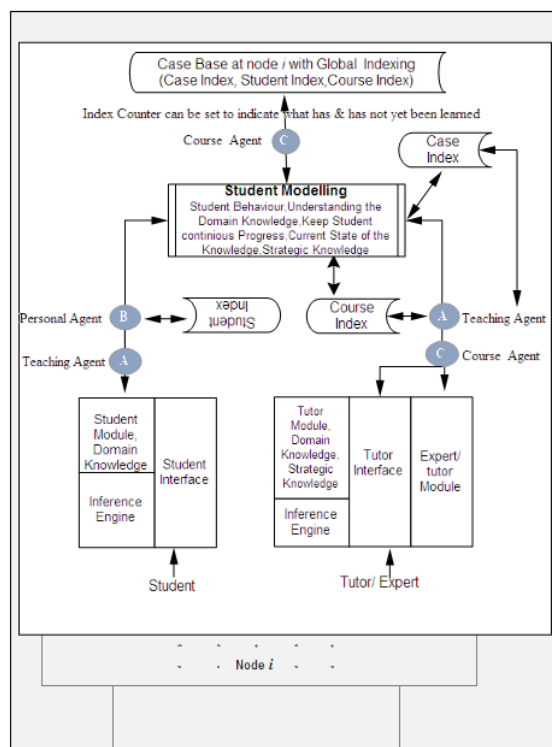 Case Base at node i with Global Indexing
(Case Index, Student Index,Course Index)
Index Counter can be set to indicate what has & has not yet been learned
Course Agent
C
Case
Index
Student Modelling
Student Behaviour,Understanding the
Domain Knowledge,Keep Student
continious Progress,Current State of the
Knowledge,Strategic Knowledge
Personal Agent
B
Student
Index
Course
Index
A
Teaching Agent
Teaching Agent
A
C
Course Agent
Student
Module,
Domain
Knowledge
Inference
Engine
Student
Interface
Tutor
Module,
Domain
Knowledge,
Strategic
Knowledge
Inference
Engine
Tutor
Interface
Expert/
tutor
Module
Student
Tutor/ Expert
Node i